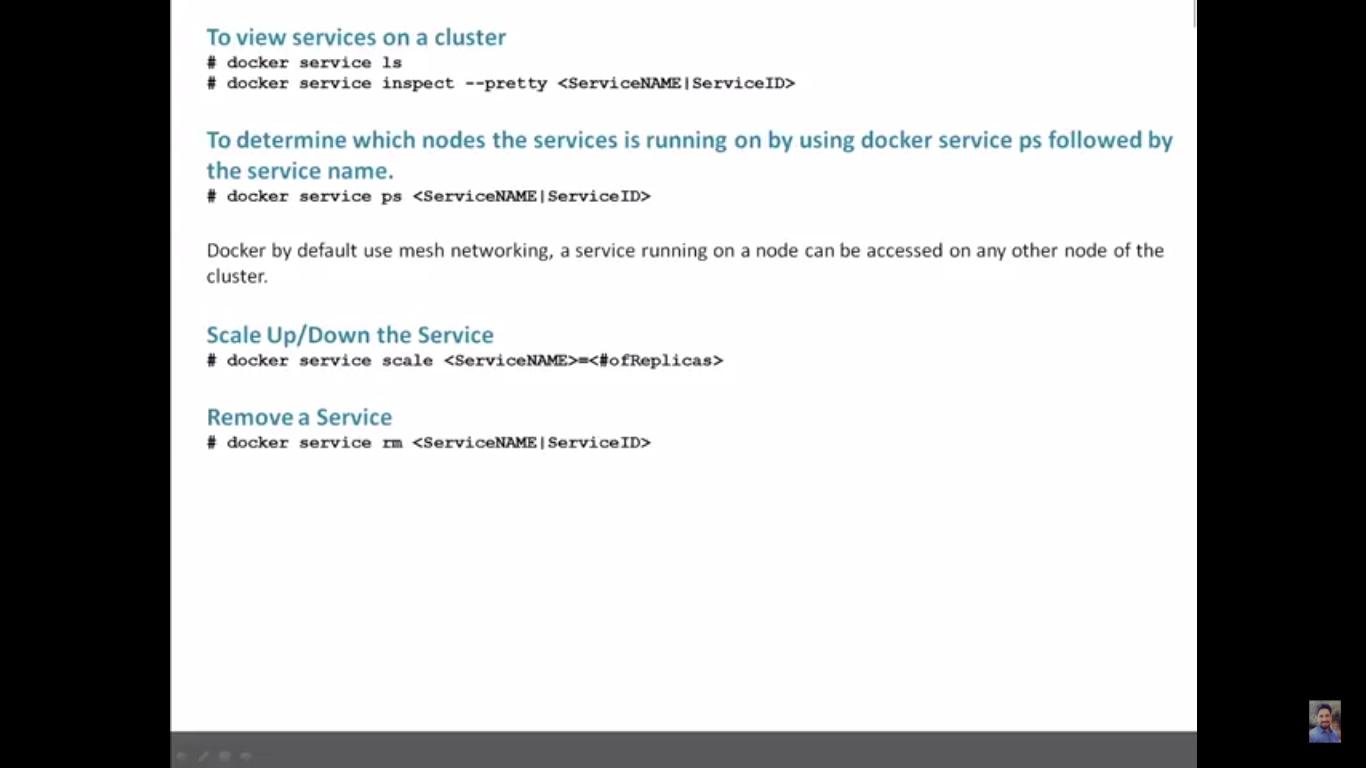 To view services on a cluster
# docker service ls
# docker service inspect --pretty <ServiceNAME|ServiceID>
To determine which nodes the services is running on by using docker service ps followed by
the service name.
# docker service ps <ServiceNAME|ServiceID>
Docker by default use mesh networking, a service running on a node can be accessed on any other node of the
cluster.
Scale Up/Down the Service
# docker service scale <ServiceNAME>=<#ofReplicas>
Remove a Service
# docker service rm <ServiceNAME|ServiceID>